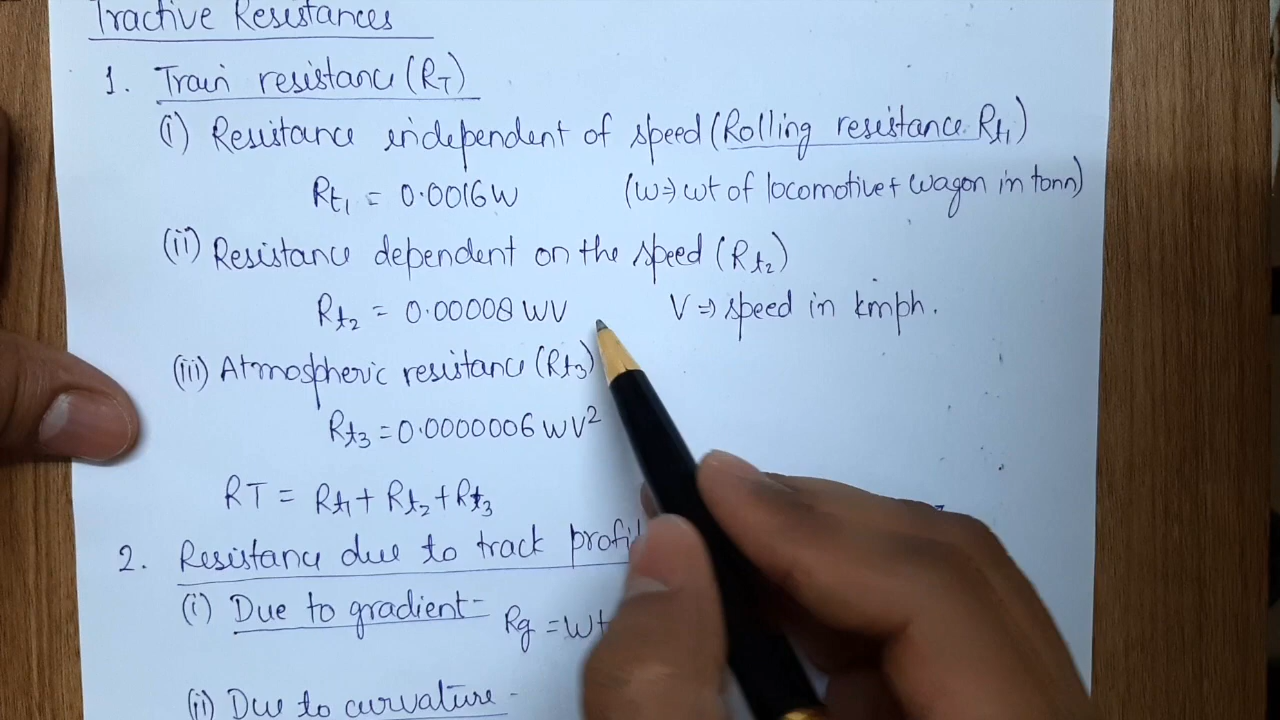 Tractive Resistances
1. Train resistance (RT)
(i) Resistance independent of speed (Rolling resistance Rt1)
Rt1 = 0.0016W (W⇒ wt of locomotive + wagon in tonn)
(ii) Resistance dependent on the speed (Rt2)
Rt2 = 0.00008 WV V ⇒ speed in kmph.
(iii) Atmospheric resistance (Rt3)
Rt3 = 0.0000006 WV²
RT = Rt1 + Rt2 + Rt3
2. Resistance due to track
(i) Due to gradient - Rg = W
(ii) Due to curvature -